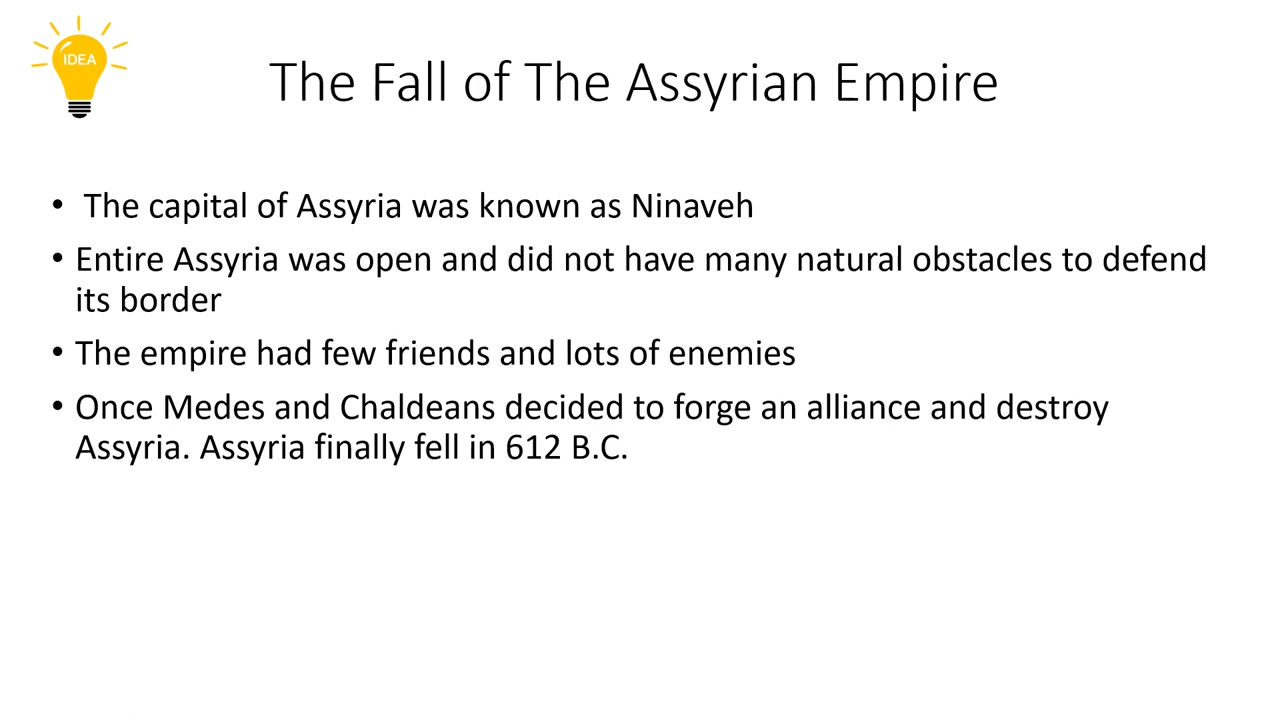 IDEA
The Fall of The Assyrian Empire
• The capital of Assyria was known as Ninaveh
• Entire Assyria was open and did not have many natural obstacles to defend
its border
• The empire had few friends and lots of enemies
• Once Medes and Chaldeans decided to forge an alliance and destroy
Assyria. Assyria finally fell in 612 B.C.